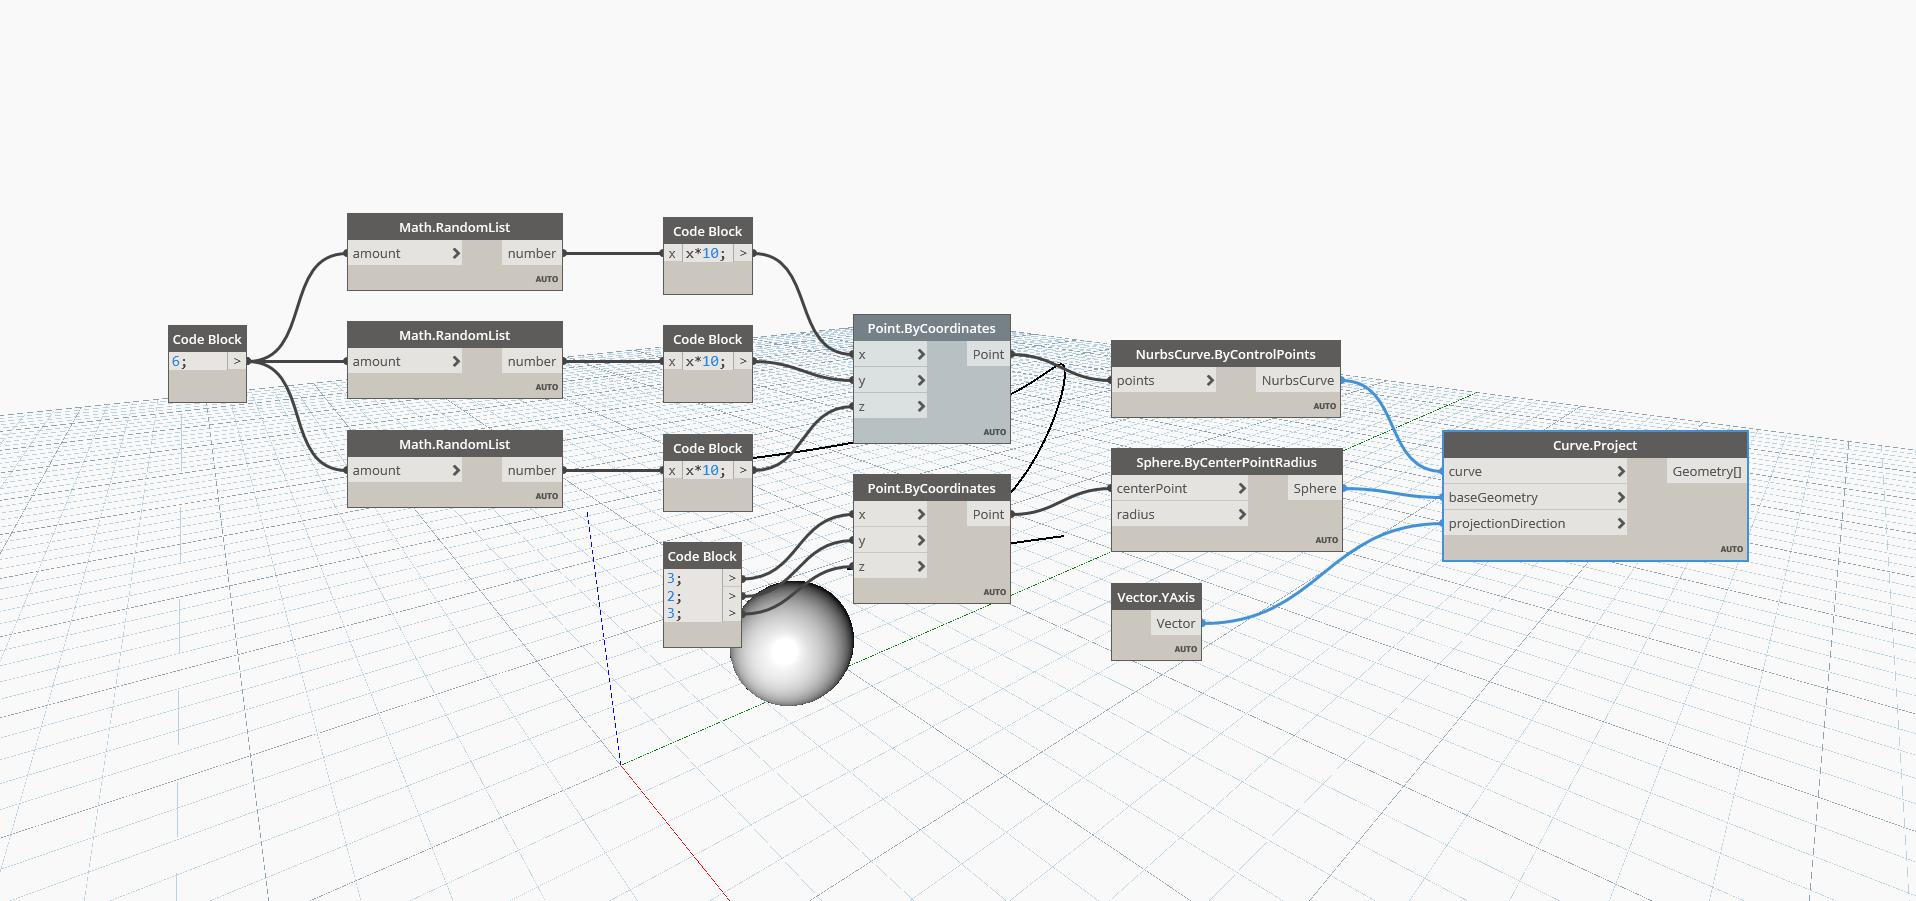 Math.RandomList
amount
number
AUTO
Code Block
x x*10; >
Code Block
6; >
Math.RandomList
amount
number
AUTO
Code Block
x x*10; >
Math.RandomList
amount
number
AUTO
Code Block
x x*10; >
Point.ByCoordinates
x
Point
y
z
AUTO
Code Block
3; >
2; >
3; >
Point.ByCoordinates
x
Point
y
z
AUTO
NurbsCurve.ByControlPoints
points
NurbsCurve
AUTO
Sphere.ByCenterPointRadius
centerPoint
Sphere
radius
AUTO
Vector.YAxis
Vector
AUTO
Curve.Project
curve
Geometry[]
baseGeometry
projectionDirection
AUTO